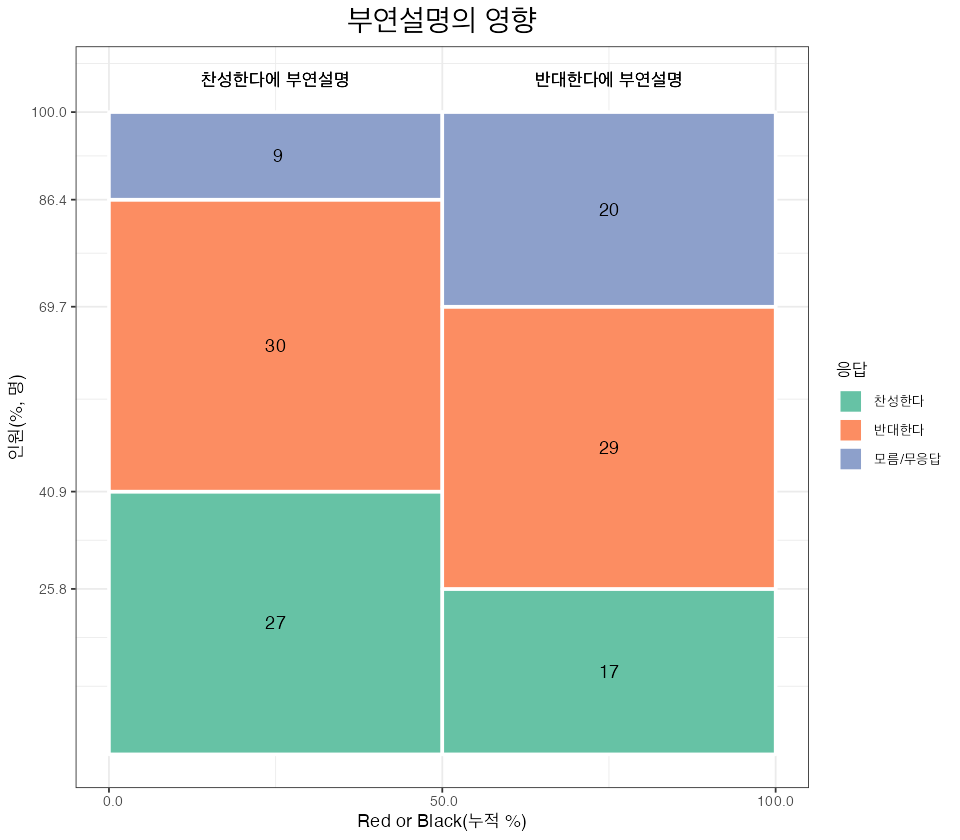 부연설명의 영향
찬성한다에 부연설명
반대한다에 부연설명
100.0
86.4
69.7
40.9
25.8
인원(%, 명)
9
20
30
29
27
17
0.0
50.0
100.0
Red or Black(누적 %)
응답
찬성한다
반대한다
모름/무응답